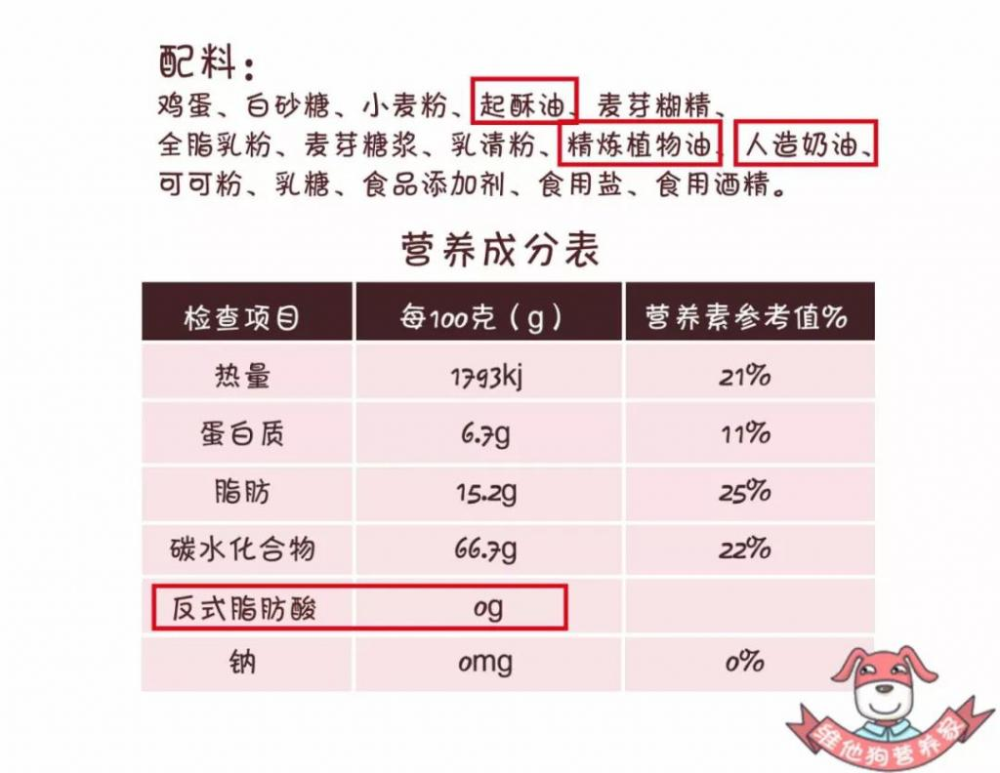 配料：
鸡蛋、白砂糖、小麦粉、起酥油、麦芽糊精、
全脂乳粉、麦芽糖浆、乳清粉、精炼植物油、人造奶油、
可可粉、乳糖、食品添加剂、食用盐、食用酒精。
营养成分表
检查项目 每100克（g） 营养素参考值%
热量 1793kj 21%
蛋白质 6.7g 11%
脂肪 15.2g 25%
碳水化合物 66.7g 22%
反式脂肪酸 0g
钠 0mg 0%
维他狗营养家